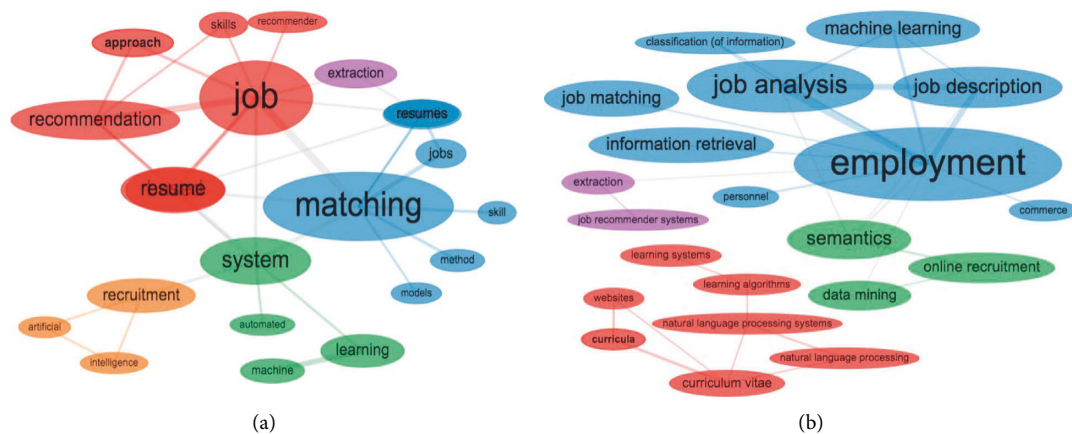 skills
recommender
approach
job
extraction
recommendation
resumes
jobs
resume
matching
skill
system
method
models
recruitment
artificial
intelligence
automated
learning
machine
(a)
machine learning
classification (of information)
job analysis
job description
job matching
information retrieval
employment
extraction
personnel
job recommender systems
commerce
semantics
learning systems
online recruitment
learning algorithms
data mining
websites
natural language processing systems
curricula
natural language processing
curriculum vitae
(b)